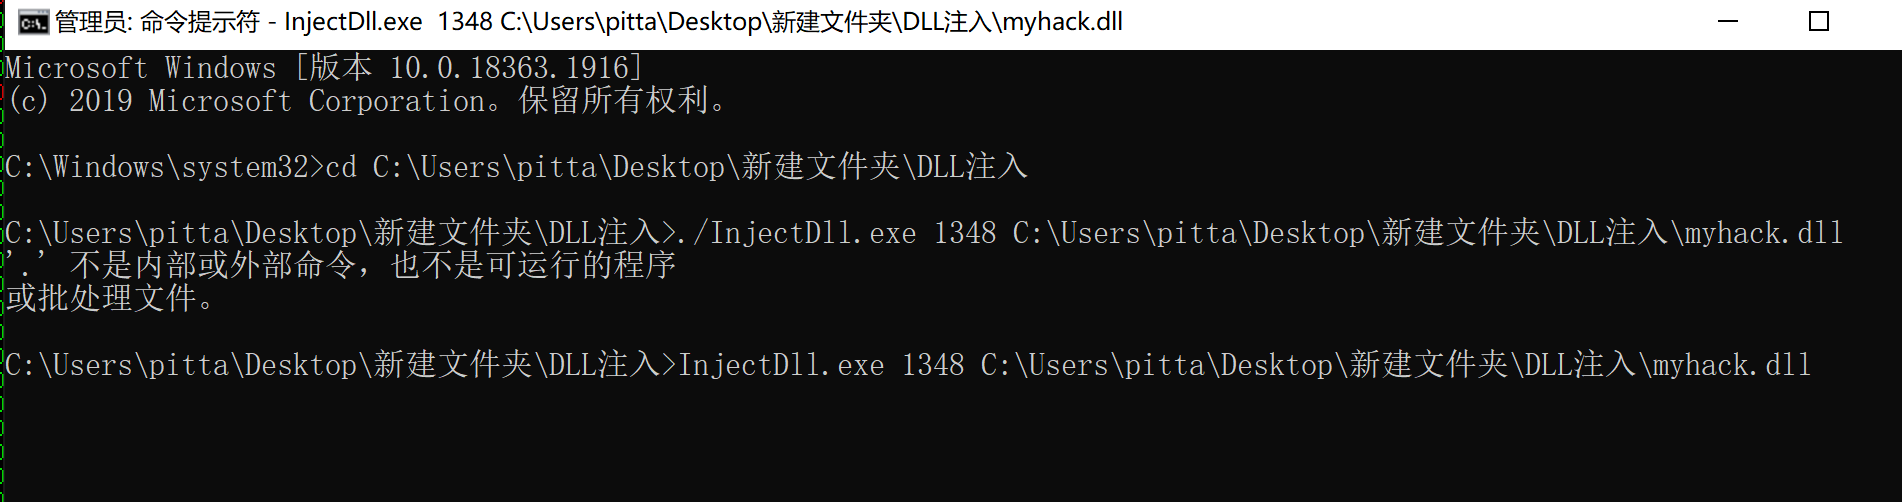 管理员: 命令提示符 - InjectDll.exe  1348 C:\Users\pitta\Desktop\新建文件夹\DLL注入\myhack.dll
Microsoft Windows [版本 10.0.18363.1916]
(c) 2019 Microsoft Corporation。保留所有权利。
C:\Windows\system32>cd C:\Users\pitta\Desktop\新建文件夹\DLL注入
C:\Users\pitta\Desktop\新建文件夹\DLL注入>./InjectDll.exe 1348 C:\Users\pitta\Desktop\新建文件夹\DLL注入\myhack.dll
'.' 不是内部或外部命令，也不是可运行的程序
或批处理文件。
C:\Users\pitta\Desktop\新建文件夹\DLL注入>InjectDll.exe 1348 C:\Users\pitta\Desktop\新建文件夹\DLL注入\myhack.dll